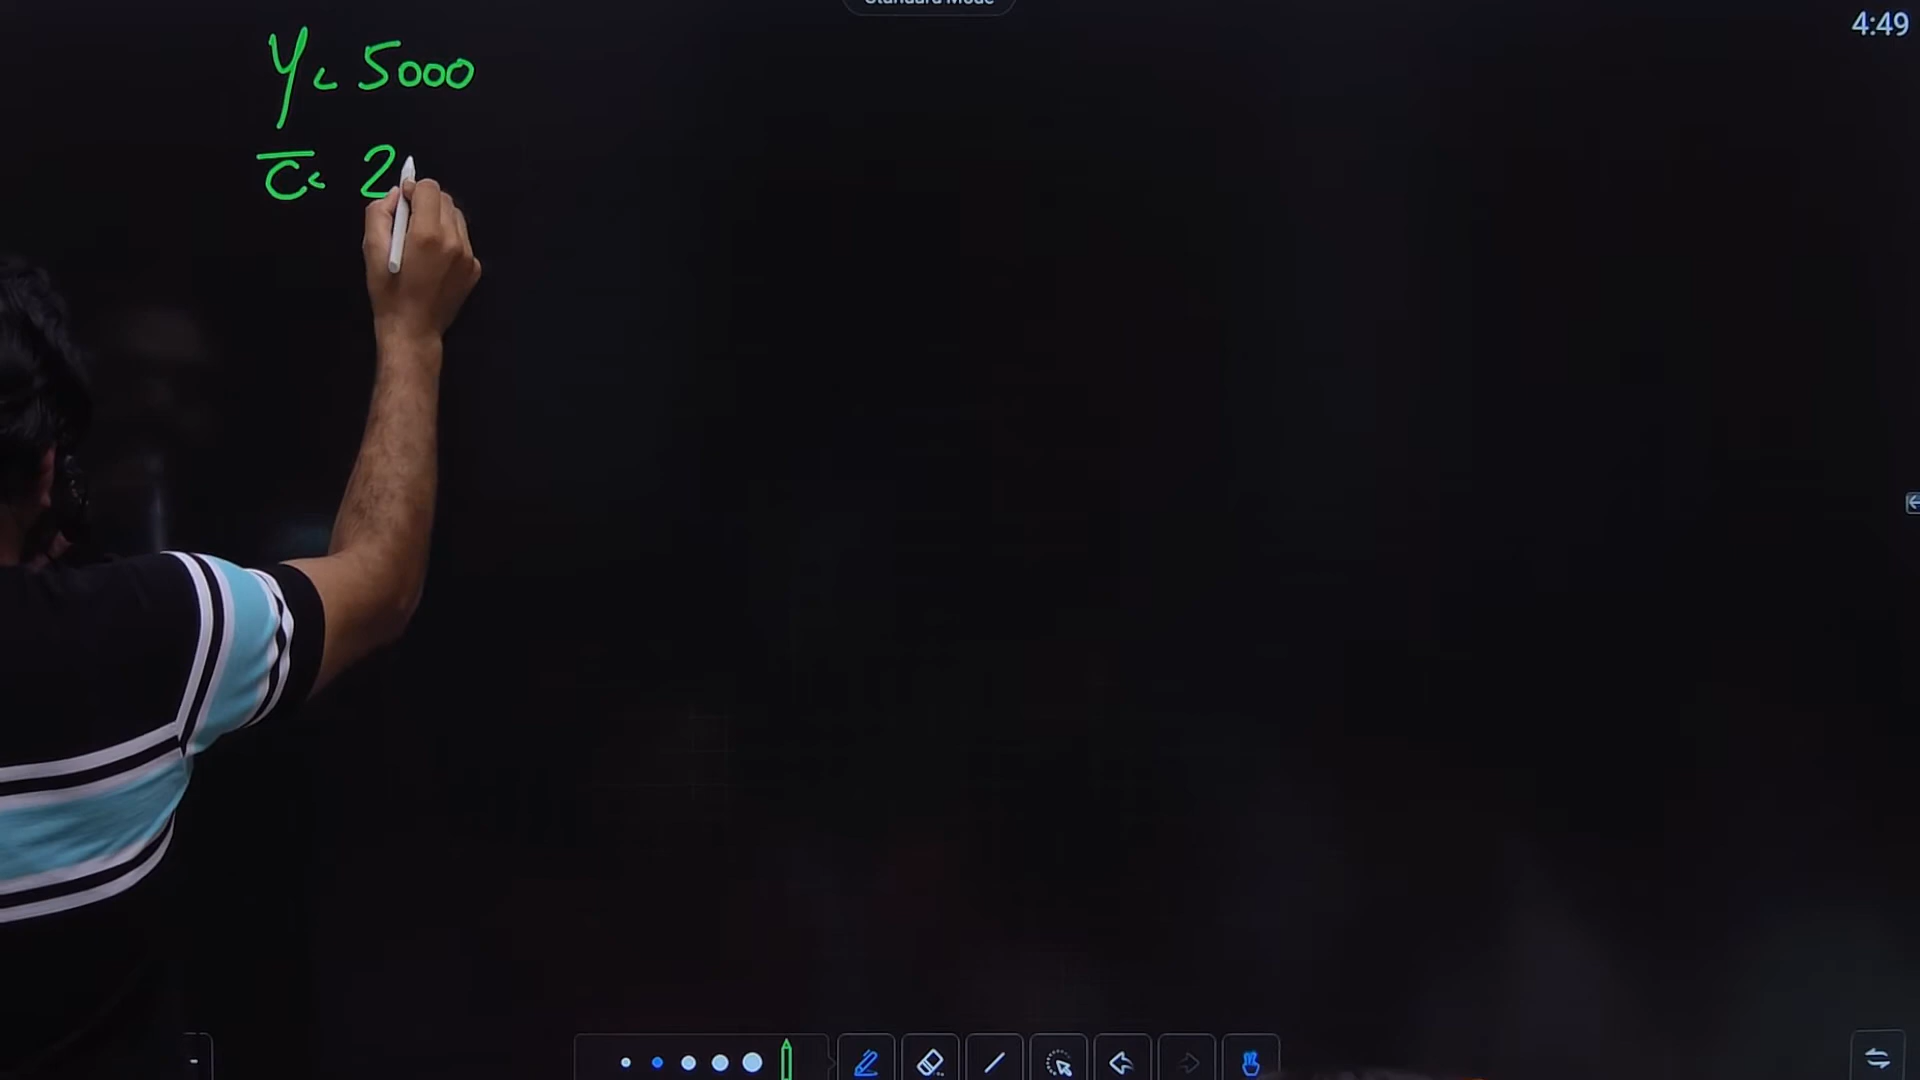 4:49
y = 5000
c̅ = 2